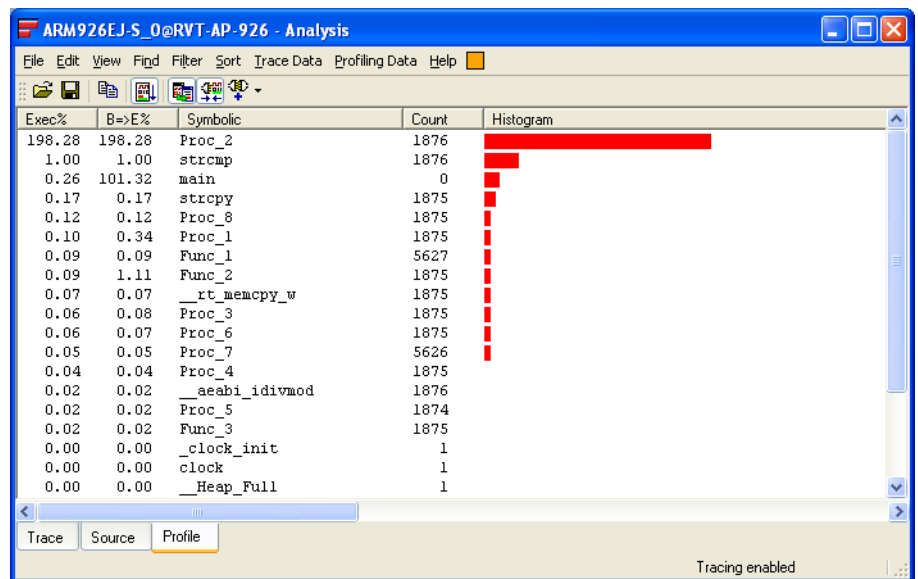 ARM926EJ-S_0@RVT-AP-926 - Analysis
File Edit View Find Filter Sort Trace Data Profiling Data Help
Exec% B=>E% Symbolic Count Histogram
198.28 198.28 Proc_2 1876
1.00 1.00 strcmp 1876
0.26 101.32 main 0
0.17 0.17 strcpy 1875
0.12 0.12 Proc_8 1875
0.10 0.34 Proc_1 1875
0.09 0.09 Func_1 5627
0.09 1.11 Func_2 1875
0.07 0.07 __rt_memcpy_w 1875
0.06 0.08 Proc_3 1875
0.06 0.07 Proc_6 1875
0.05 0.05 Proc_7 5626
0.04 0.04 Proc_4 1875
0.02 0.02 __aeabi_idivmod 1876
0.02 0.02 Proc_5 1874
0.02 0.02 Func_3 1875
0.00 0.00 _clock_init 1
0.00 0.00 clock 1
0.00 0.00 __Heap_Full 1
Trace Source Profile
Tracing enabled